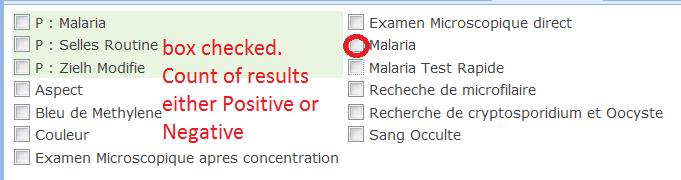 P : Malaria
P : Selles Routine
P : Zielh Modifie
Aspect
Bleu de Methylene
Couleur
Examen Microscopique apres concentration
box checked.
Count of results
either Positive or
Negative
Examen Microscopique direct
Malaria
Malaria Test Rapide
Recheche de microfilaire
Recherche de cryptosporidium et Oocyste
Sang Occulte